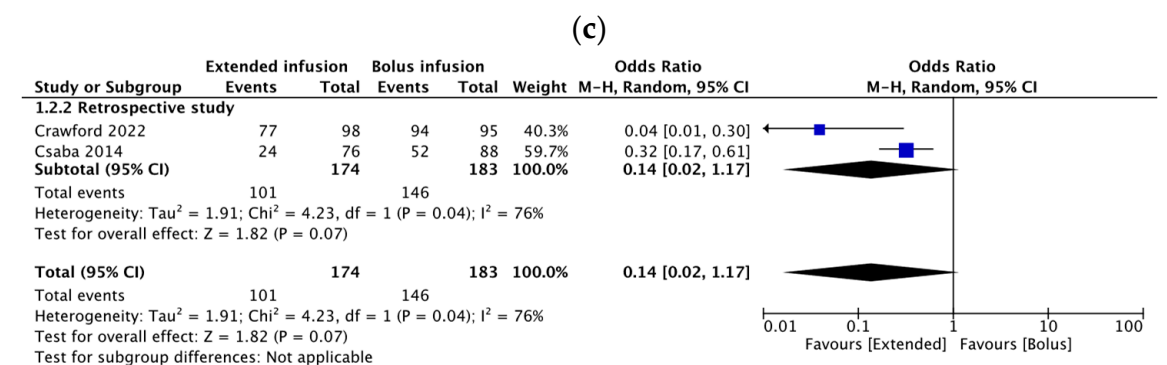 (c)
Extended infusion Bolus infusion Odds Ratio Odds Ratio
Study or Subgroup Events Total Events Total Weight M-H, Random, 95% CI M-H, Random, 95% CI
1.2.2 Retrospective study
Crawford 2022 77 98 94 95 40.3% 0.04 [0.01, 0.30]
Csaba 2014 24 76 52 88 59.7% 0.32 [0.17, 0.61]
Subtotal (95% CI) 174 183 100.0% 0.14 [0.02, 1.17]
Total events 101 146
Heterogeneity: Tau² = 1.91; Chi² = 4.23, df = 1 (P = 0.04); I² = 76%
Test for overall effect: Z = 1.82 (P = 0.07)
Total (95% CI) 174 183 100.0% 0.14 [0.02, 1.17]
Total events 101 146
Heterogeneity: Tau² = 1.91; Chi² = 4.23, df = 1 (P = 0.04); I² = 76%
Test for overall effect: Z = 1.82 (P = 0.07)
Test for subgroup differences: Not applicable
0.01 0.1 1 10 100
Favours [Extended] Favours [Bolus]